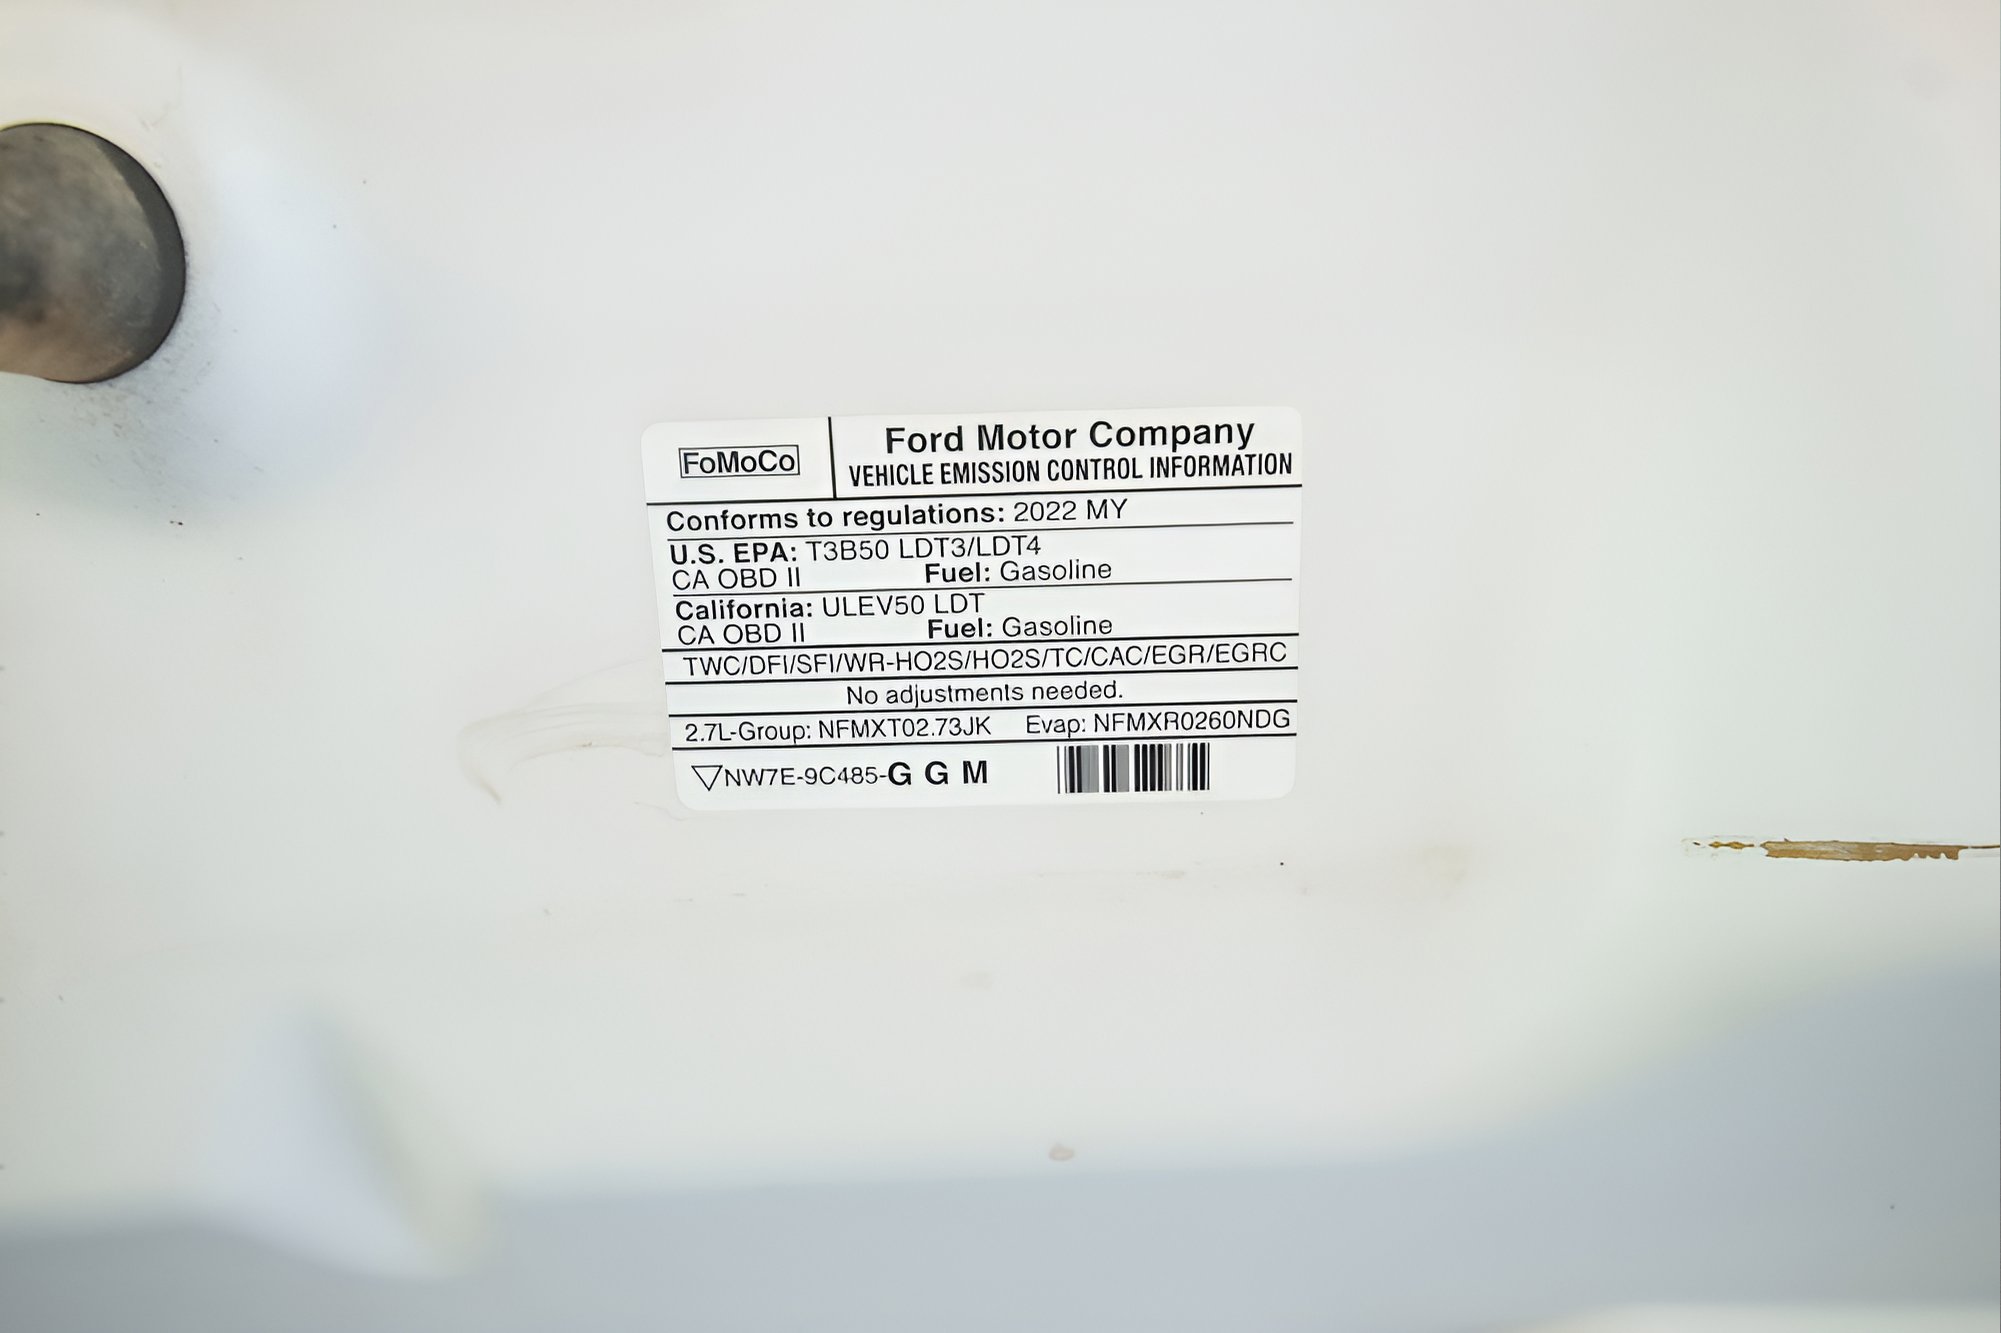 FoMoCo
Ford Motor Company
VEHICLE EMISSION CONTROL INFORMATION
Conforms to regulations: 2022 MY
U.S. EPA: T3B50 LDT3/LDT4
CA OBD II Fuel: Gasoline
California: ULEV50 LDT
CA OBD II Fuel: Gasoline
TWC/DFI/SFI/WR-HO2S/HO2S/TC/CAC/EGR/EGRC
No adjustments needed.
2.7L-Group: NFMXT02.73JK Evap: NFMXR0260NDG
NW7E-9C485-G G M